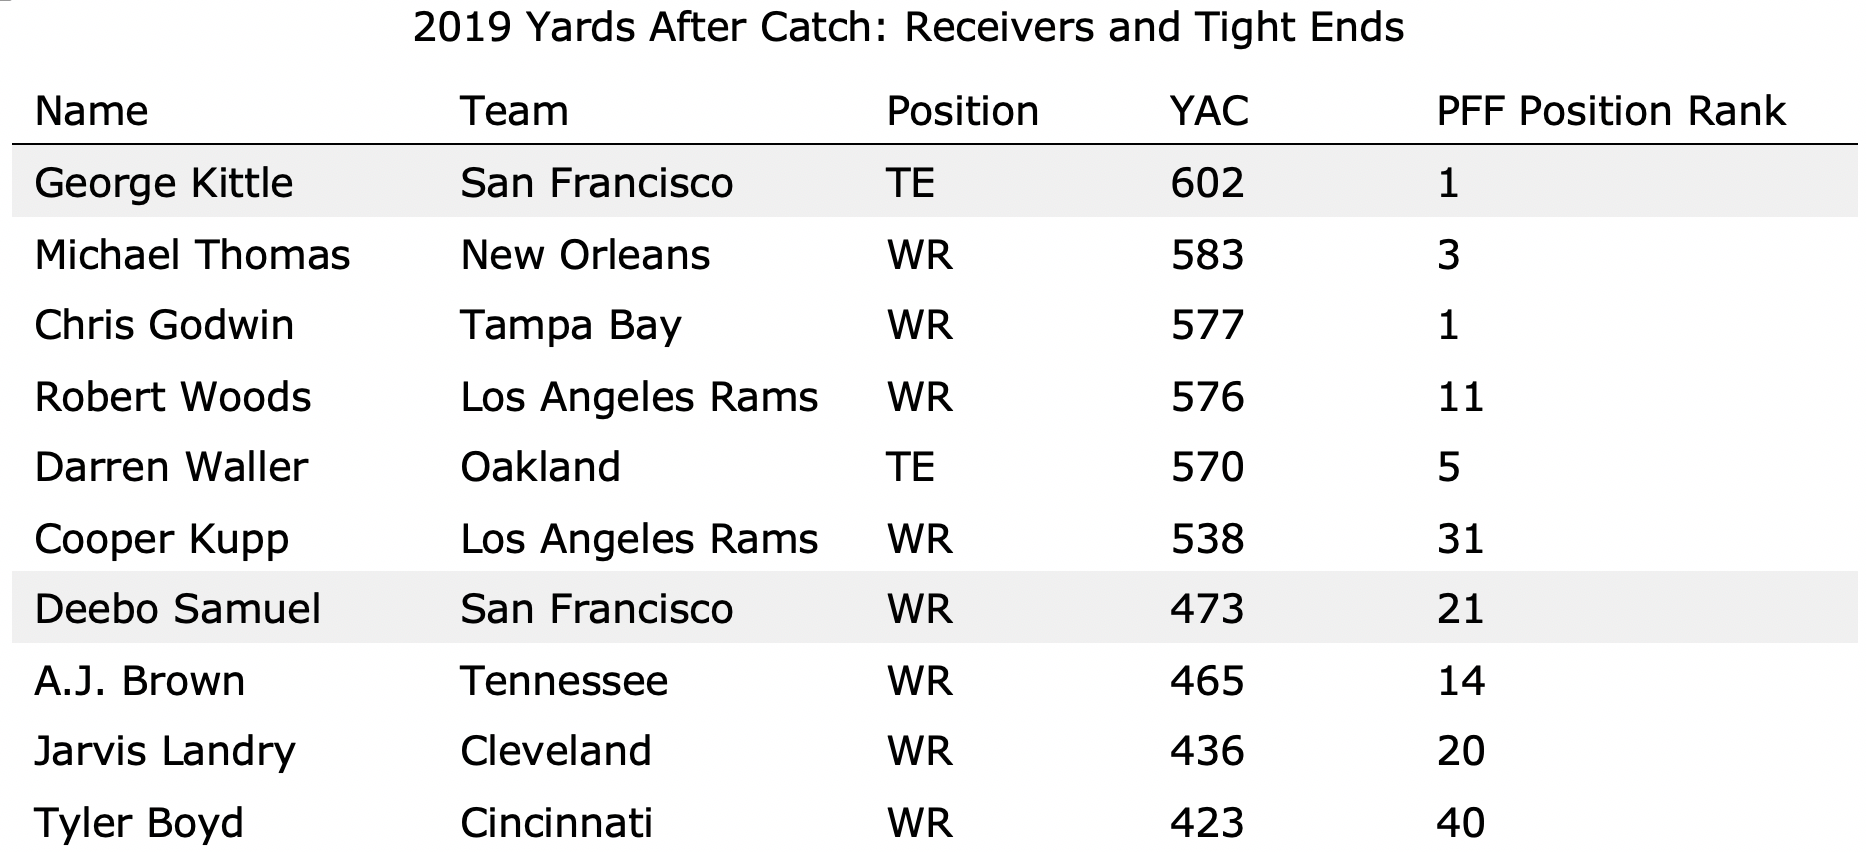 2019 Yards After Catch: Receivers and Tight Ends
Name Team Position YAC PFF Position Rank
George Kittle San Francisco TE 602 1
Michael Thomas New Orleans WR 583 3
Chris Godwin Tampa Bay WR 577 1
Robert Woods Los Angeles Rams WR 576 11
Darren Waller Oakland TE 570 5
Cooper Kupp Los Angeles Rams WR 538 31
Deebo Samuel San Francisco WR 473 21
A.J. Brown Tennessee WR 465 14
Jarvis Landry Cleveland WR 436 20
Tyler Boyd Cincinnati WR 423 40